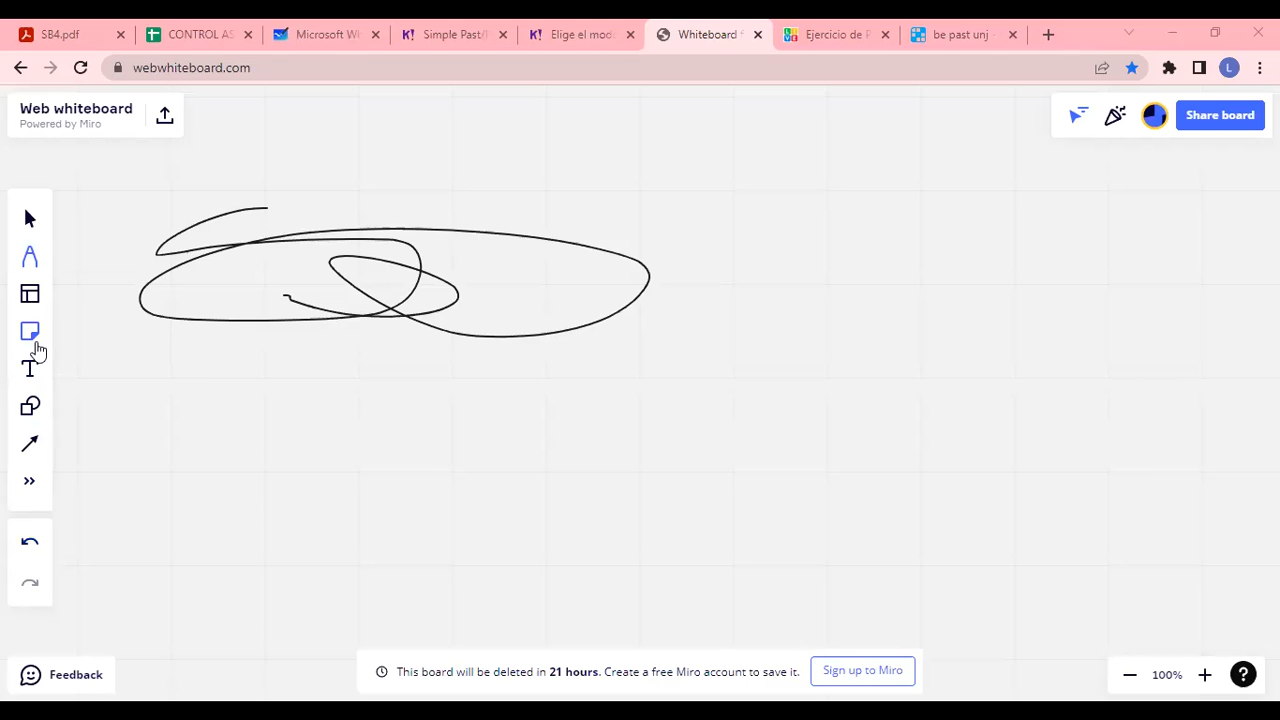 SB4.pdf
CONTROL AS
Microsoft W
Simple Past/
Elige el mod
Whiteboard
Ejercicio de
be past unj
webwhiteboard.com
L
Web whiteboard
Powered by Miro
Share board
T
Feedback
This board will be deleted in 21 hours. Create a free Miro account to save it.
Sign up to Miro
100%
?